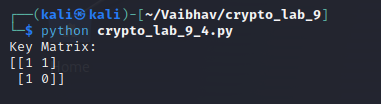 ┌──(kali㉿kali)-[~/Vaibhav/crypto_lab_9]
└─$ python crypto_lab_9_4.py
Key Matrix:
[[1 1]
 [1 0]]